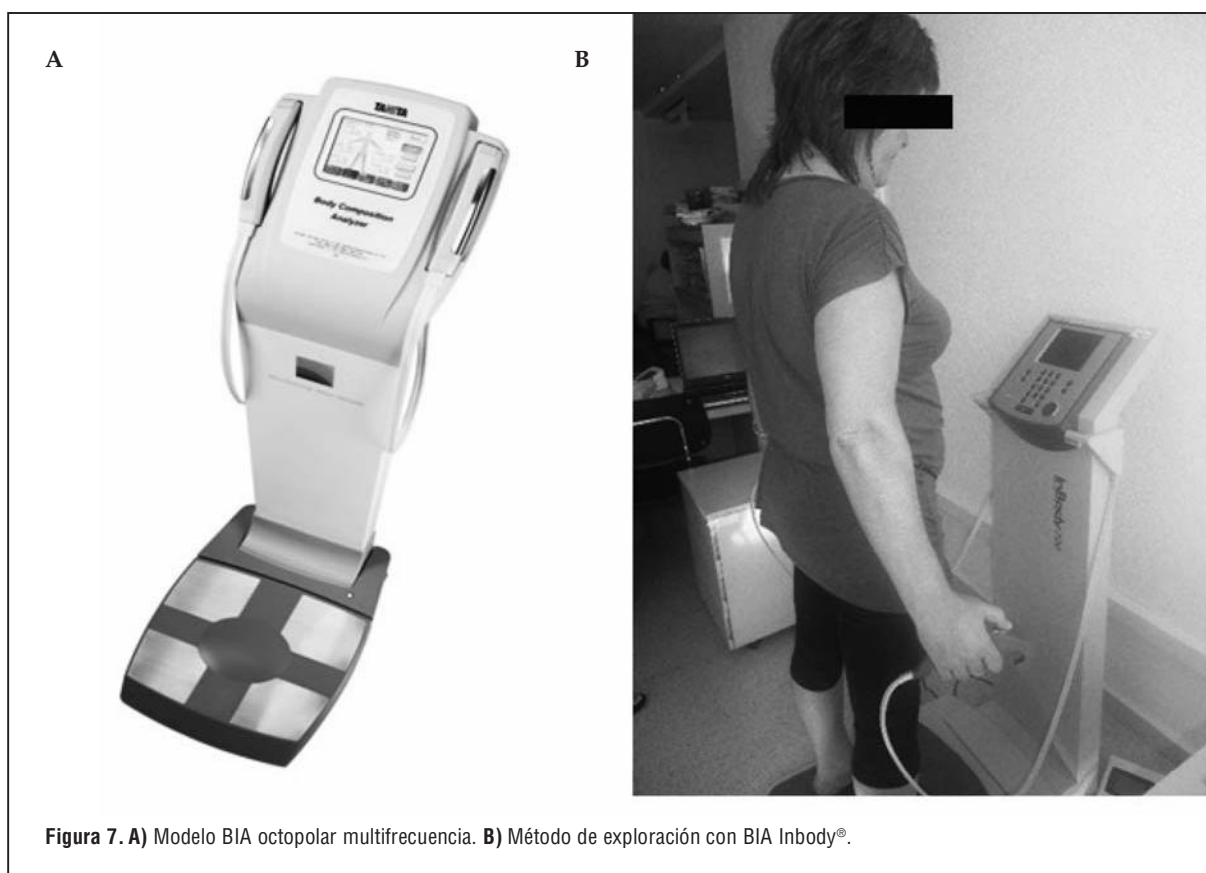 A
B
TANITA
Body Composition
Analyzer
InBody
Figura 7. A) Modelo BIA octopolar multifrecuencia. B) Método de exploración con BIA Inbody®.